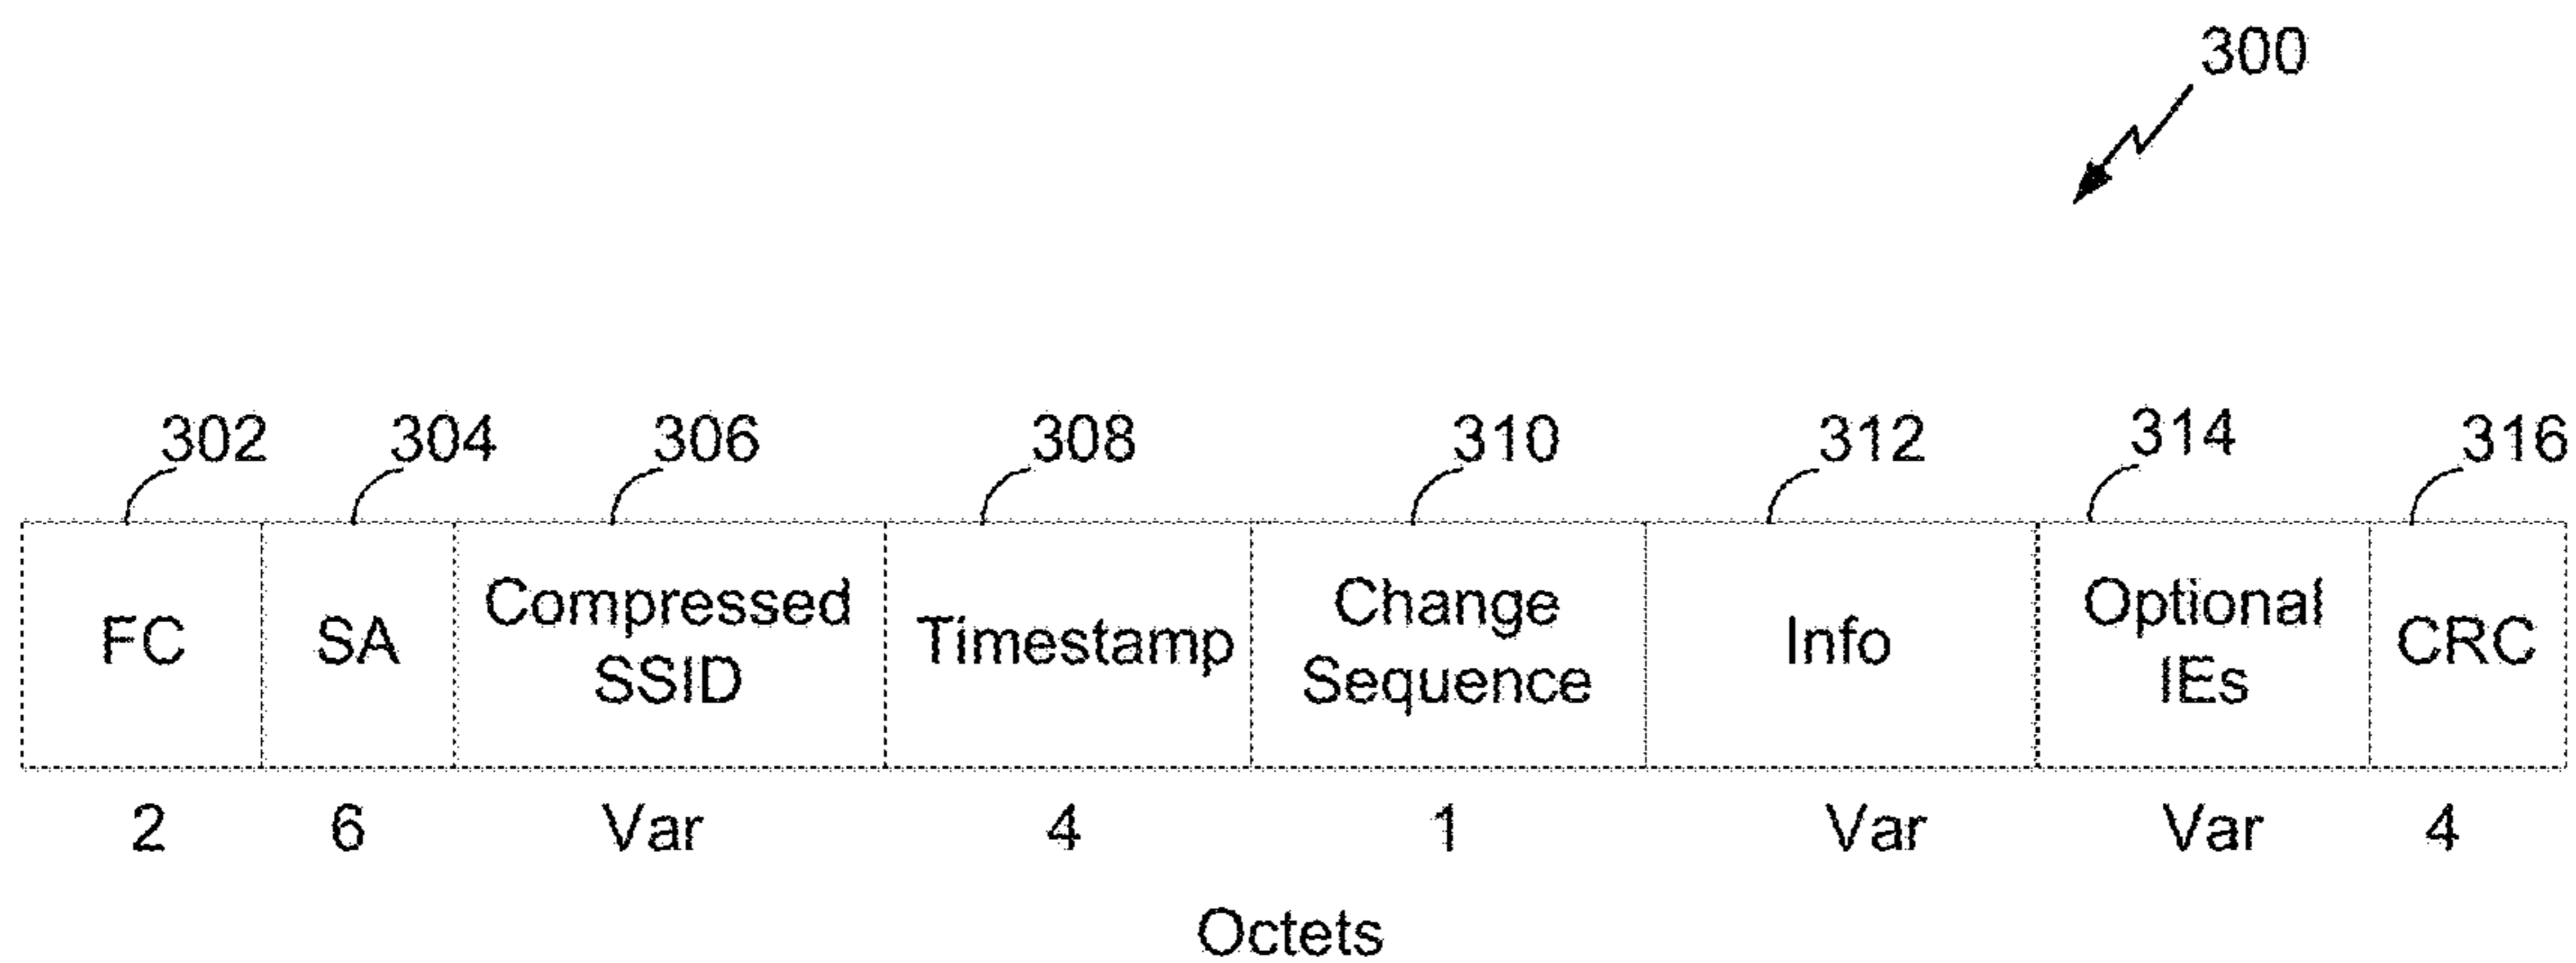 300
302 304 306 308 310 312 314 316
FC SA Compressed SSID Timestamp Change Sequence Info Optional IEs CRC
2 6 Var 4 1 Var Var 4
Octets